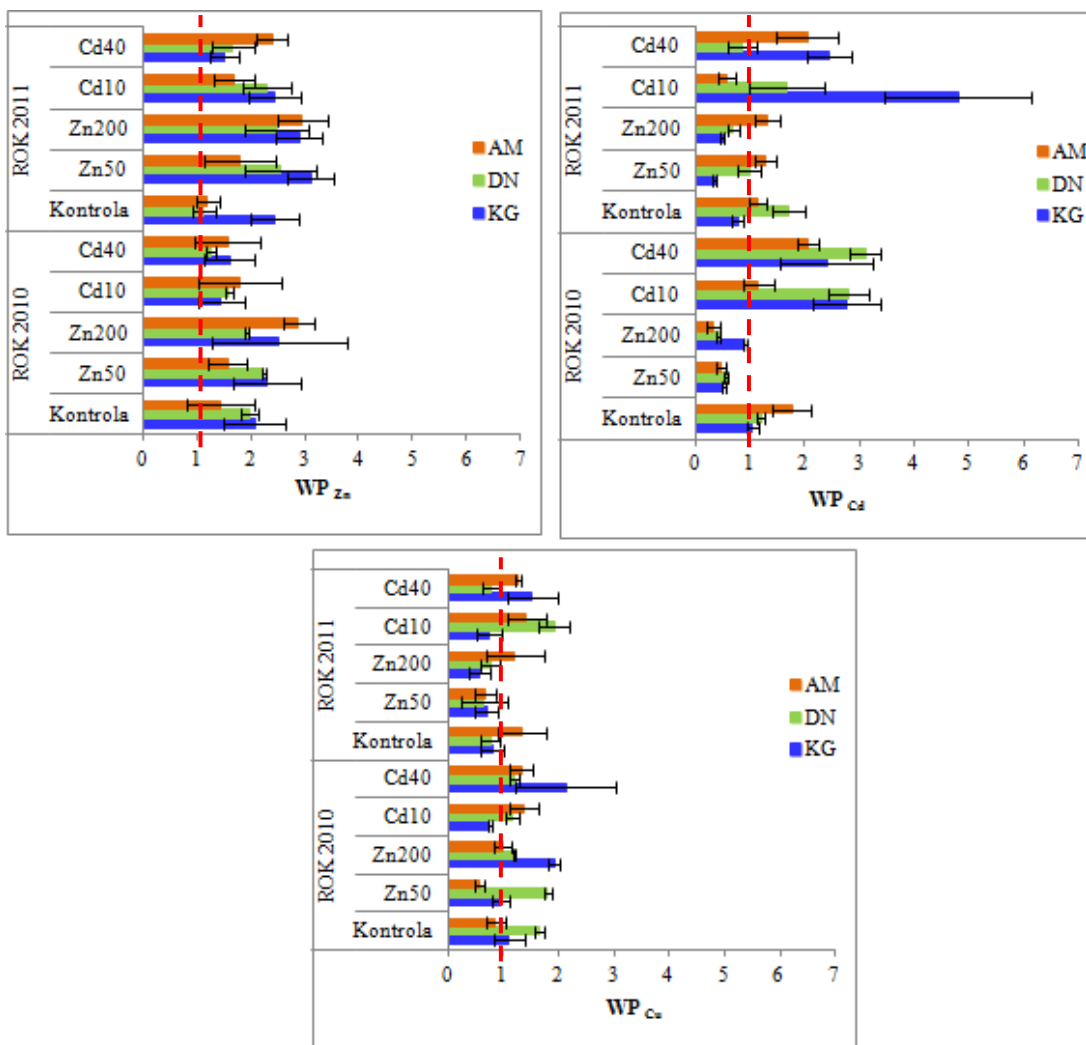 ROK 2011
Cd40
Cd10
Zn200
Zn50
Kontrola
ROK 2010
Cd40
Cd10
Zn200
Zn50
Kontrola
AM
DN
KG
0 1 2 3 4 5 6 7
WP Zn
ROK 2011
Cd40
Cd10
Zn200
Zn50
Kontrola
ROK 2010
Cd40
Cd10
Zn200
Zn50
Kontrola
AM
DN
KG
0 1 2 3 4 5 6 7
WP Cd
ROK 2011
Cd40
Cd10
Zn200
Zn50
Kontrola
ROK 2010
Cd40
Cd10
Zn200
Zn50
Kontrola
AM
DN
KG
0 1 2 3 4 5 6 7
WP Cu